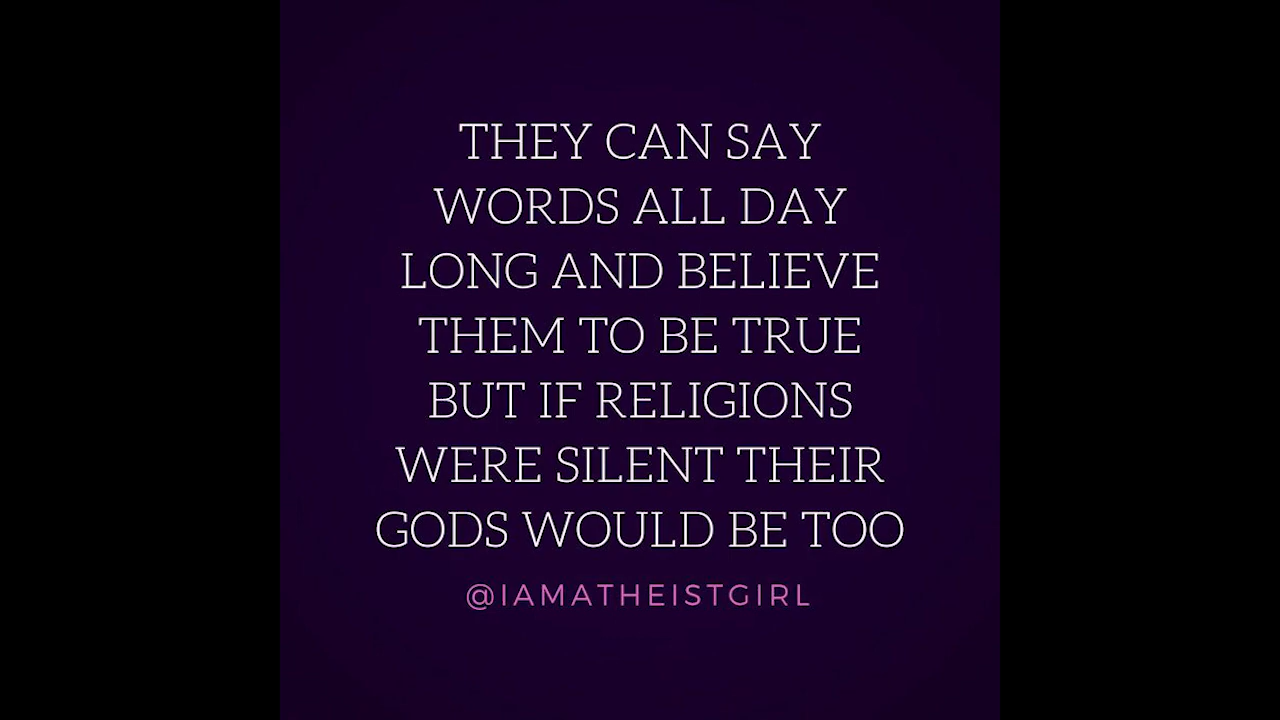 THEY CAN SAY
WORDS ALL DAY
LONG AND BELIEVE
THEM TO BE TRUE
BUT IF RELIGIONS
WERE SILENT THEIR
GODS WOULD BE TOO
@IAMATHEISTGIRL